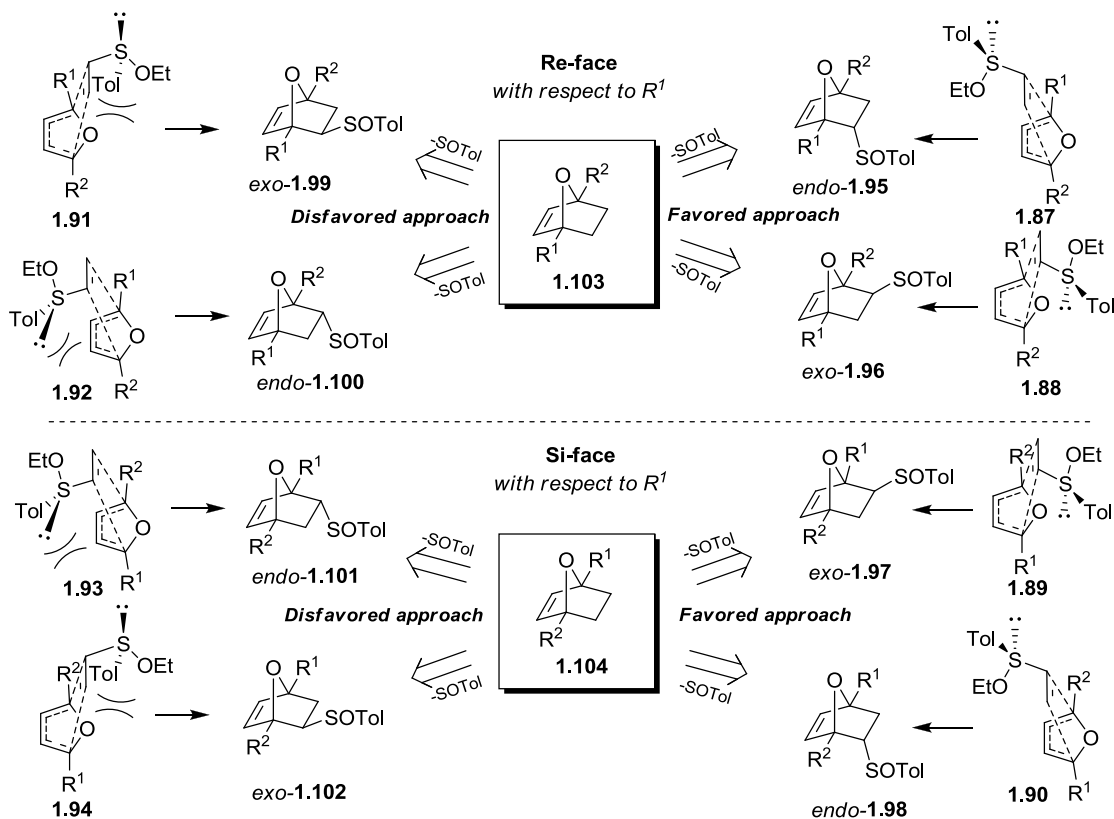 S
R¹
Tol
OEt
O
R²
1.91
O
R²
SOTol
R¹
exo-1.99
Re-face
with respect to R¹
O
R²
R¹
SOTol
endo-1.95
Tol
S
EtO
R¹
O
R²
1.87
-SOTol
-SOTol
O
R²
R¹
1.103
Disfavored approach
Favored approach
-SOTol
-SOTol
EtO
S
Tol
R¹
O
R²
1.92
O
R²
SOTol
R¹
endo-1.100
O
R²
SOTol
R¹
exo-1.96
R¹
OEt
S
Tol
O
R²
1.88
Si-face
with respect to R¹
EtO
S
Tol
R²
O
R¹
1.93
O
R¹
SOTol
R²
endo-1.101
O
R¹
SOTol
R²
exo-1.97
R²
OEt
S
Tol
O
R¹
1.89
-SOTol
-SOTol
O
R¹
R²
1.104
Disfavored approach
Favored approach
-SOTol
-SOTol
S
R²
Tol
OEt
O
R¹
1.94
O
R¹
SOTol
R²
exo-1.102
O
R¹
R²
SOTol
endo-1.98
Tol
S
EtO
R²
O
R¹
1.90